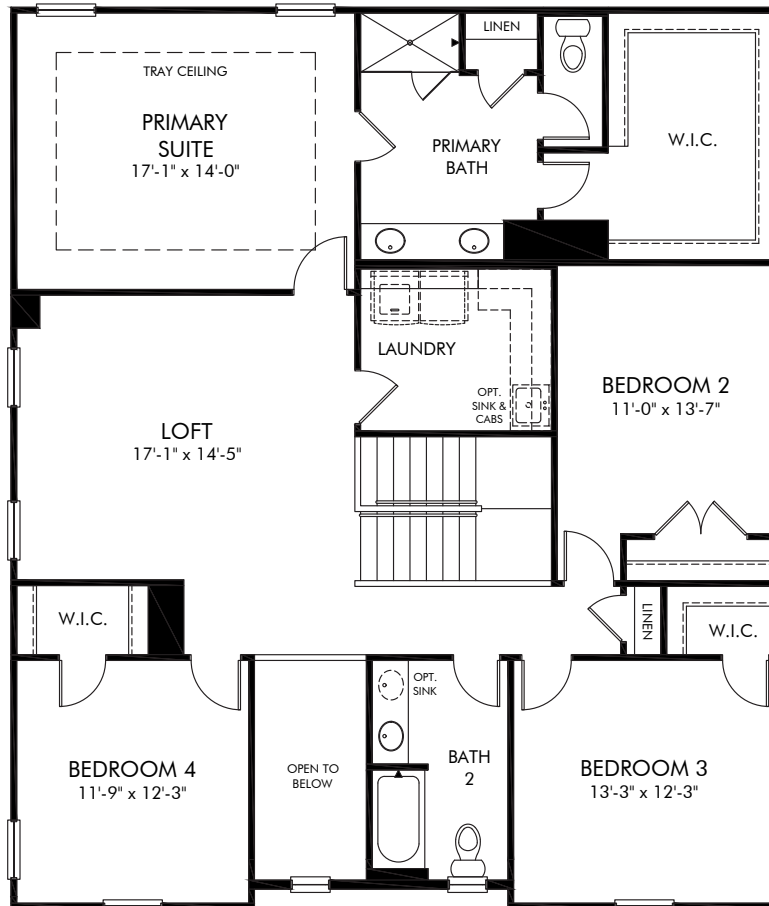 LINEN
TRAY CEILING
PRIMARY
SUITE
17'-1" x 14'-0"
PRIMARY
BATH
W.I.C.
LAUNDRY
OPT.
SINK &
CABS
BEDROOM 2
11'-0" x 13'-7"
LOFT
17'-1" x 14'-5"
W.I.C.
LINEN
W.I.C.
OPT.
SINK
BEDROOM 4
11'-9" x 12'-3"
OPEN TO
BELOW
BATH
2
BEDROOM 3
13'-3" x 12'-3"